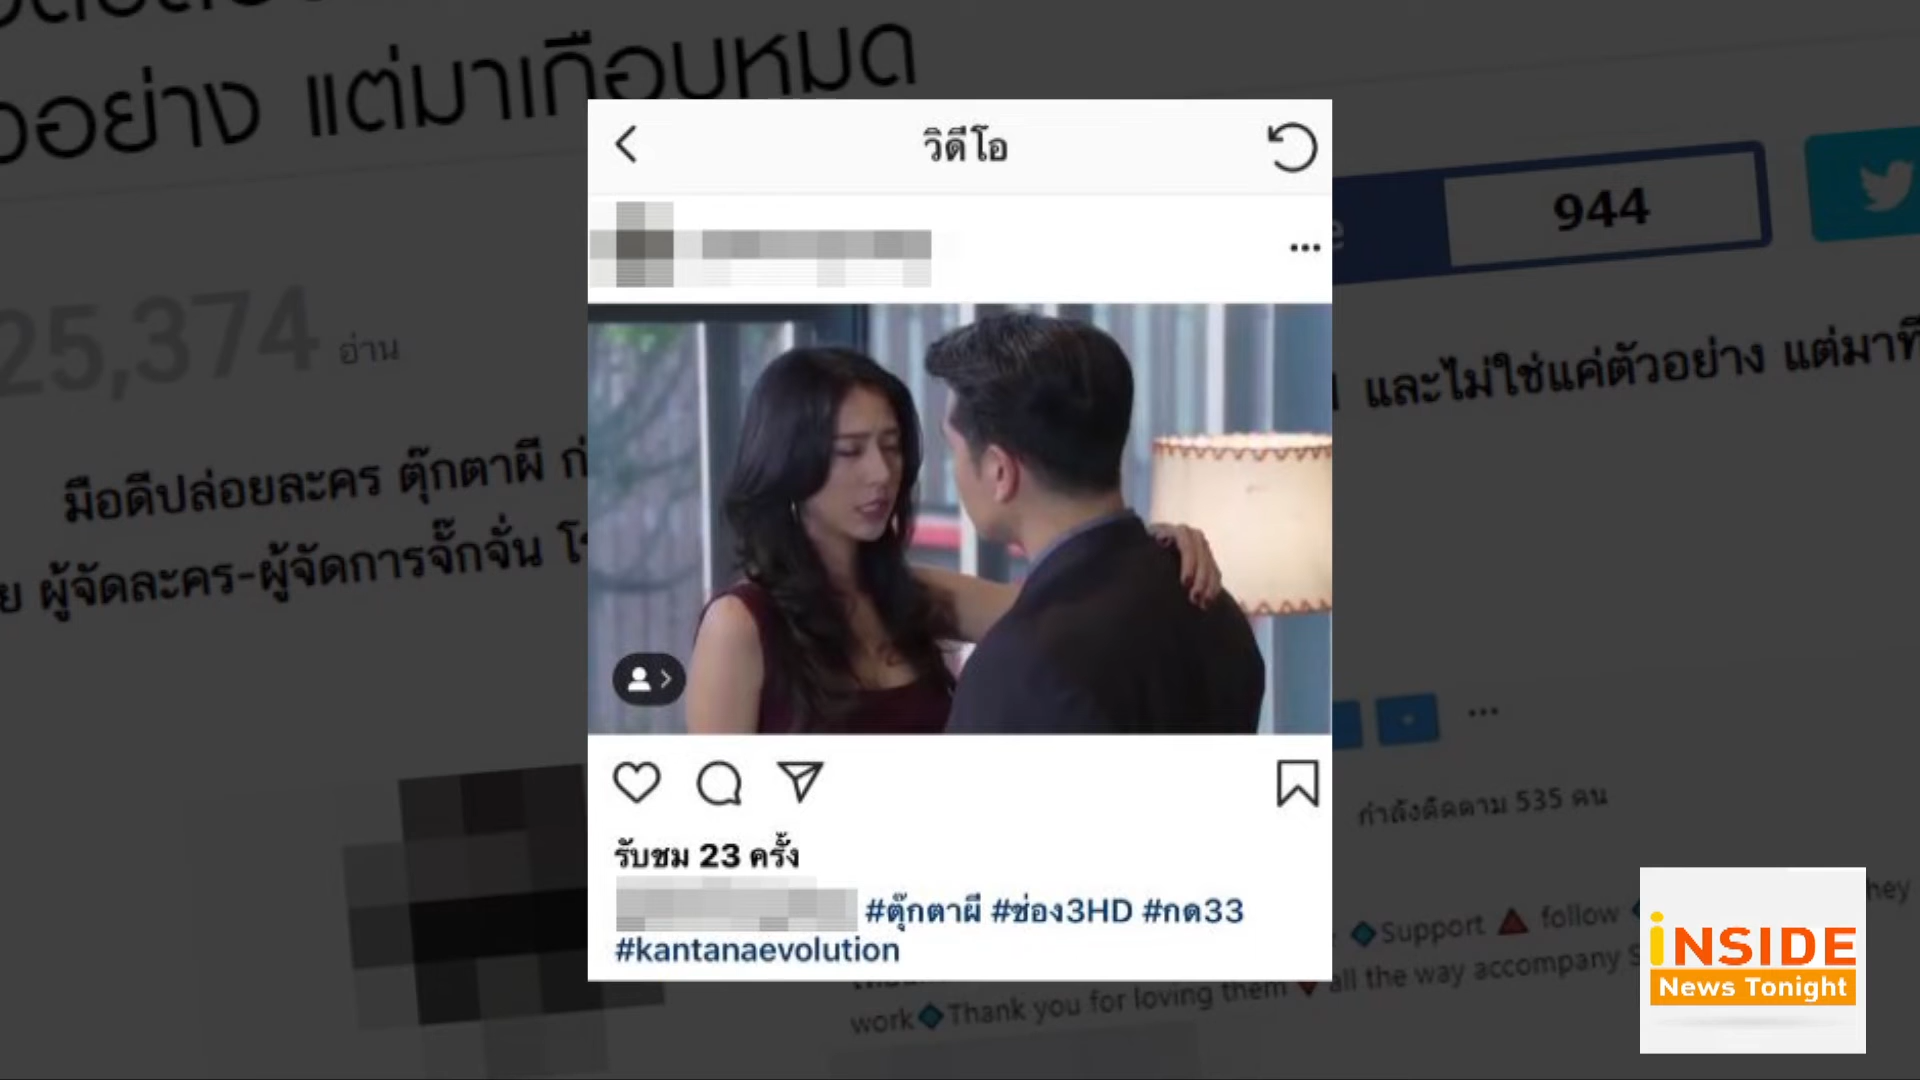 อย่าง แต่มาเกือบหมด
วิดีโอ
944
25,374 อ่าน
และไม่ใช่แค่ตัวอย่าง แต่มาที
มือดีปล่อยละคร ตุ๊กตาผี
ผู้จัดละคร-ผู้จัดการจั๊กจั่น
รับชม 23 ครั้ง
#ตุ๊กตาผี #ช่อง3HD #กด33
#kantanaevolution
กำลังติดตาม 535 คน
Support follow
all the way accompany
work Thank you for loving them
iNSIDE
News Tonight